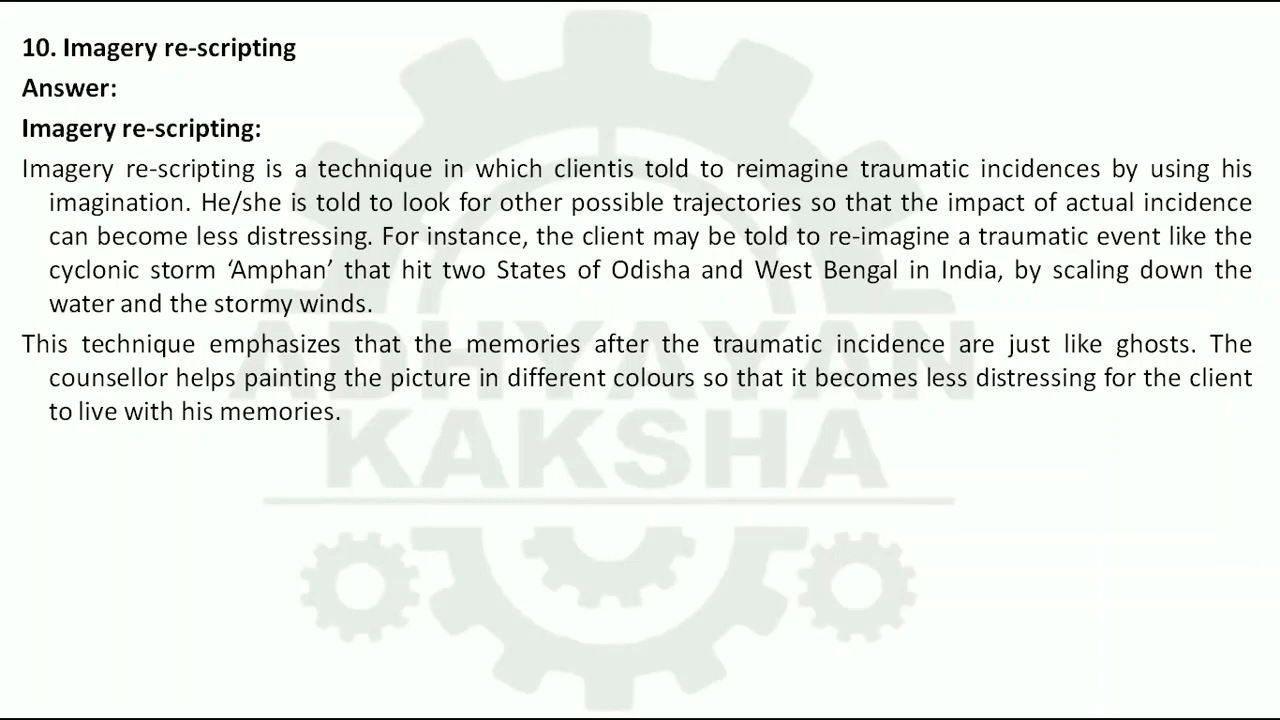 10. Imagery re-scripting
Answer:
Imagery re-scripting:
Imagery re-scripting is a technique in which clientis told to reimagine traumatic incidences by using his
imagination. He/she is told to look for other possible trajectories so that the impact of actual incidence
can become less distressing. For instance, the client may be told to re-imagine a traumatic event like the
cyclonic storm ‘Amphan’ that hit two States of Odisha and West Bengal in India, by scaling down the
water and the stormy winds.
This technique emphasizes that the memories after the traumatic incidence are just like ghosts. The
counsellor helps painting the picture in different colours so that it becomes less distressing for the client
to live with his memories.
ADHYAYAN
KAKSHA